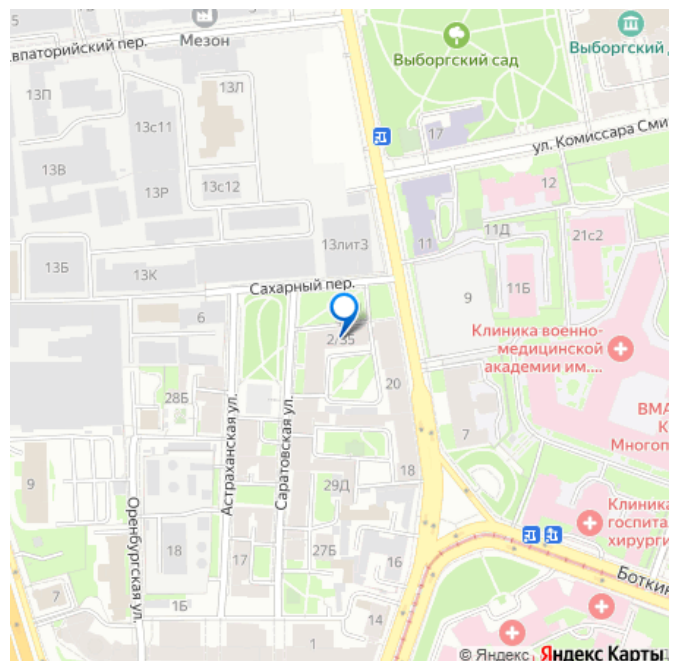 5
Евпаторийский пер.
Мезон
Выборгский сад
Выборгский
13П
13Л
13с11
17
ул. Комиссара Сми
13В
13Р
13с12
12
11
11Д
21с2
13лит3
13Б
13К
Сахарный пер.
9
11Б
6
2/35
Клиника военно-
медицинской
академии им....
20
28Б
Астраханская ул.
Саратовская ул.
Оренбургская ул.
7
ВМА
К
Многоп
18
9
29Д
Клиника
госпита
хирурги
18
17
27Б
16
Боткин
7
1Б
14
1
© Яндекс
Яндекс Карты